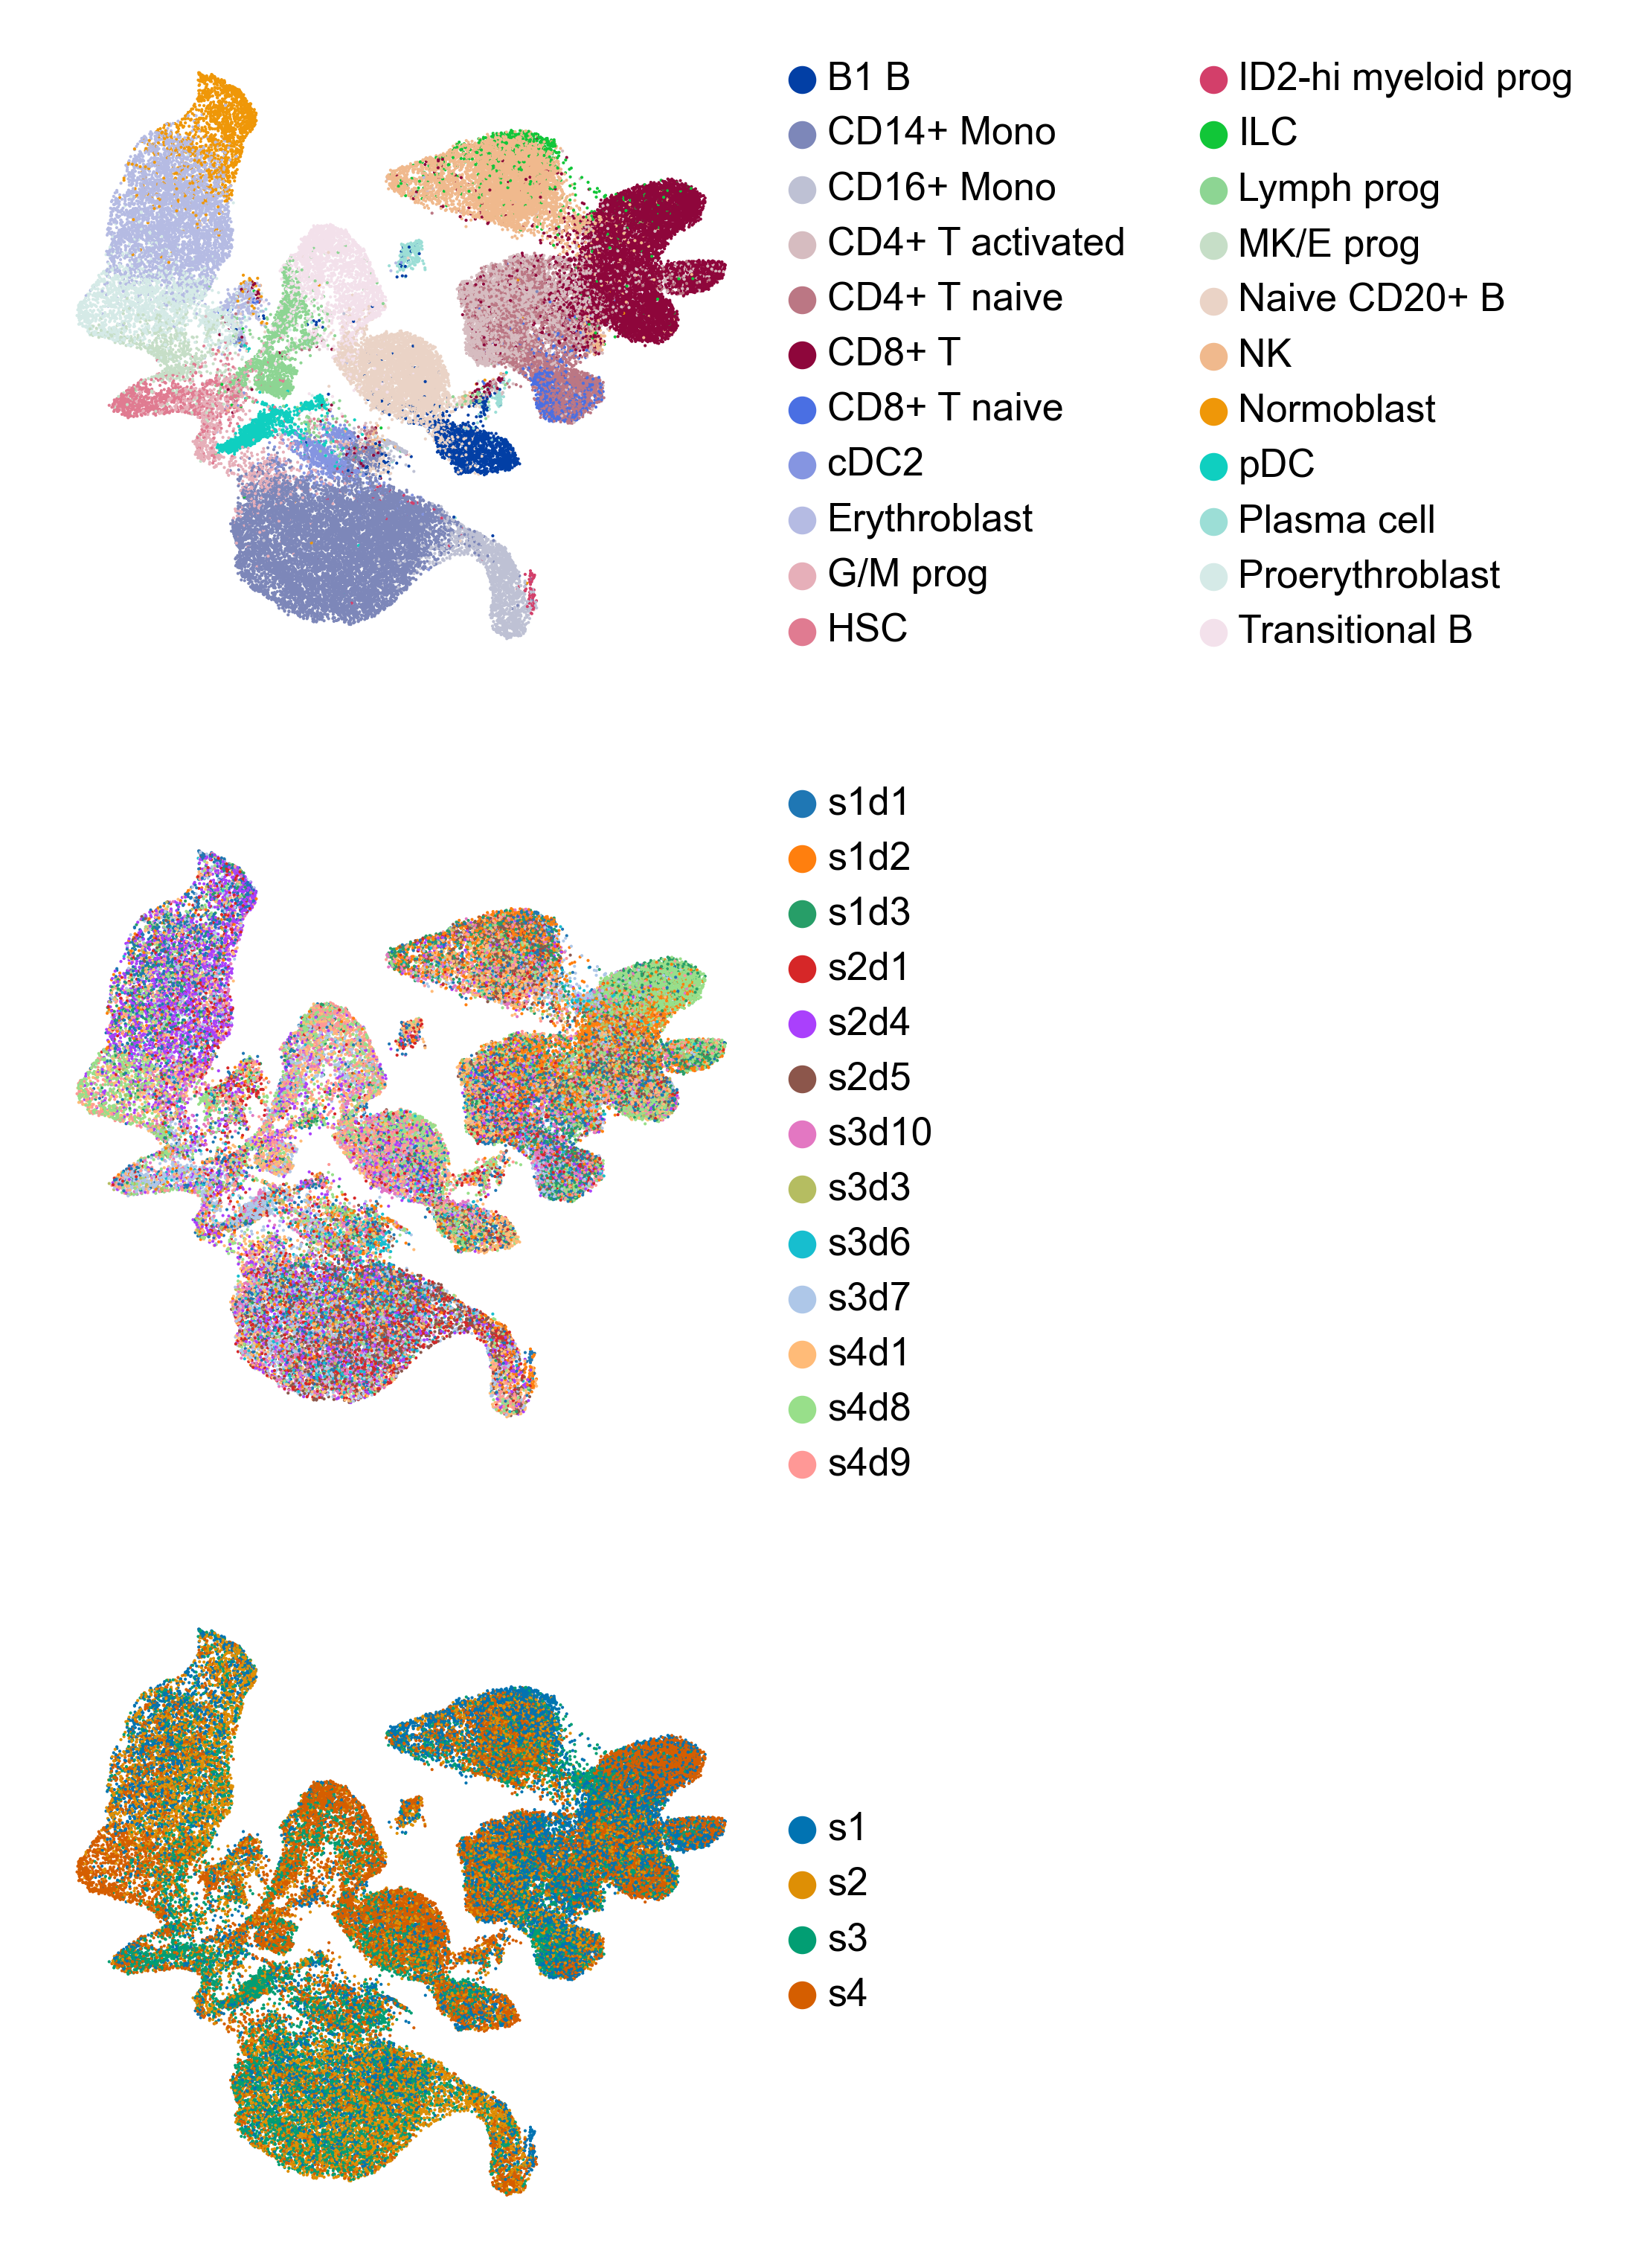 B1 B
CD14+ Mono
CD16+ Mono
CD4+ T activated
CD4+ T naive
CD8+ T
CD8+ T naive
cDC2
Erythroblast
G/M prog
HSC
ID2-hi myeloid prog
ILC
Lymph prog
MK/E prog
Naive CD20+ B
NK
Normoblast
pDC
Plasma cell
Proerythroblast
Transitional B
s1d1
s1d2
s1d3
s2d1
s2d4
s2d5
s3d10
s3d3
s3d6
s3d7
s4d1
s4d8
s4d9
s1
s2
s3
s4